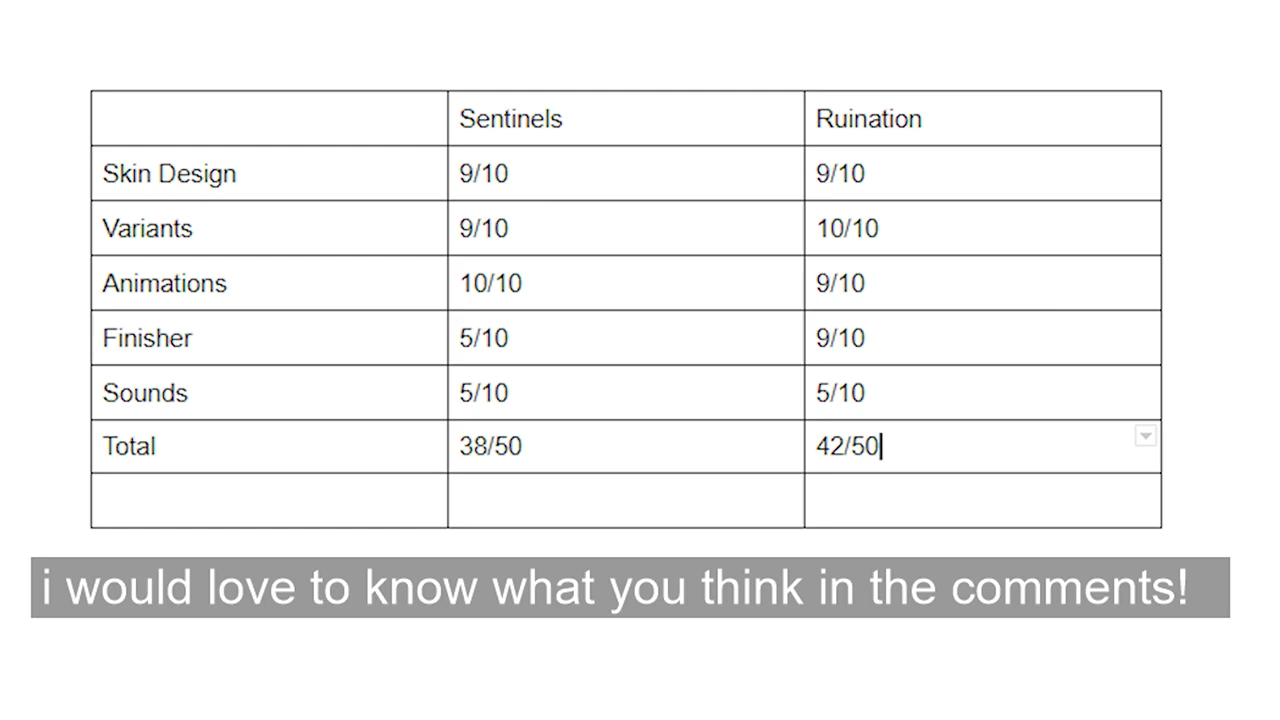 Sentinels Ruination
Skin Design 9/10 9/10
Variants 9/10 10/10
Animations 10/10 9/10
Finisher 5/10 9/10
Sounds 5/10 5/10
Total 38/50 42/50
i would love to know what you think in the comments!